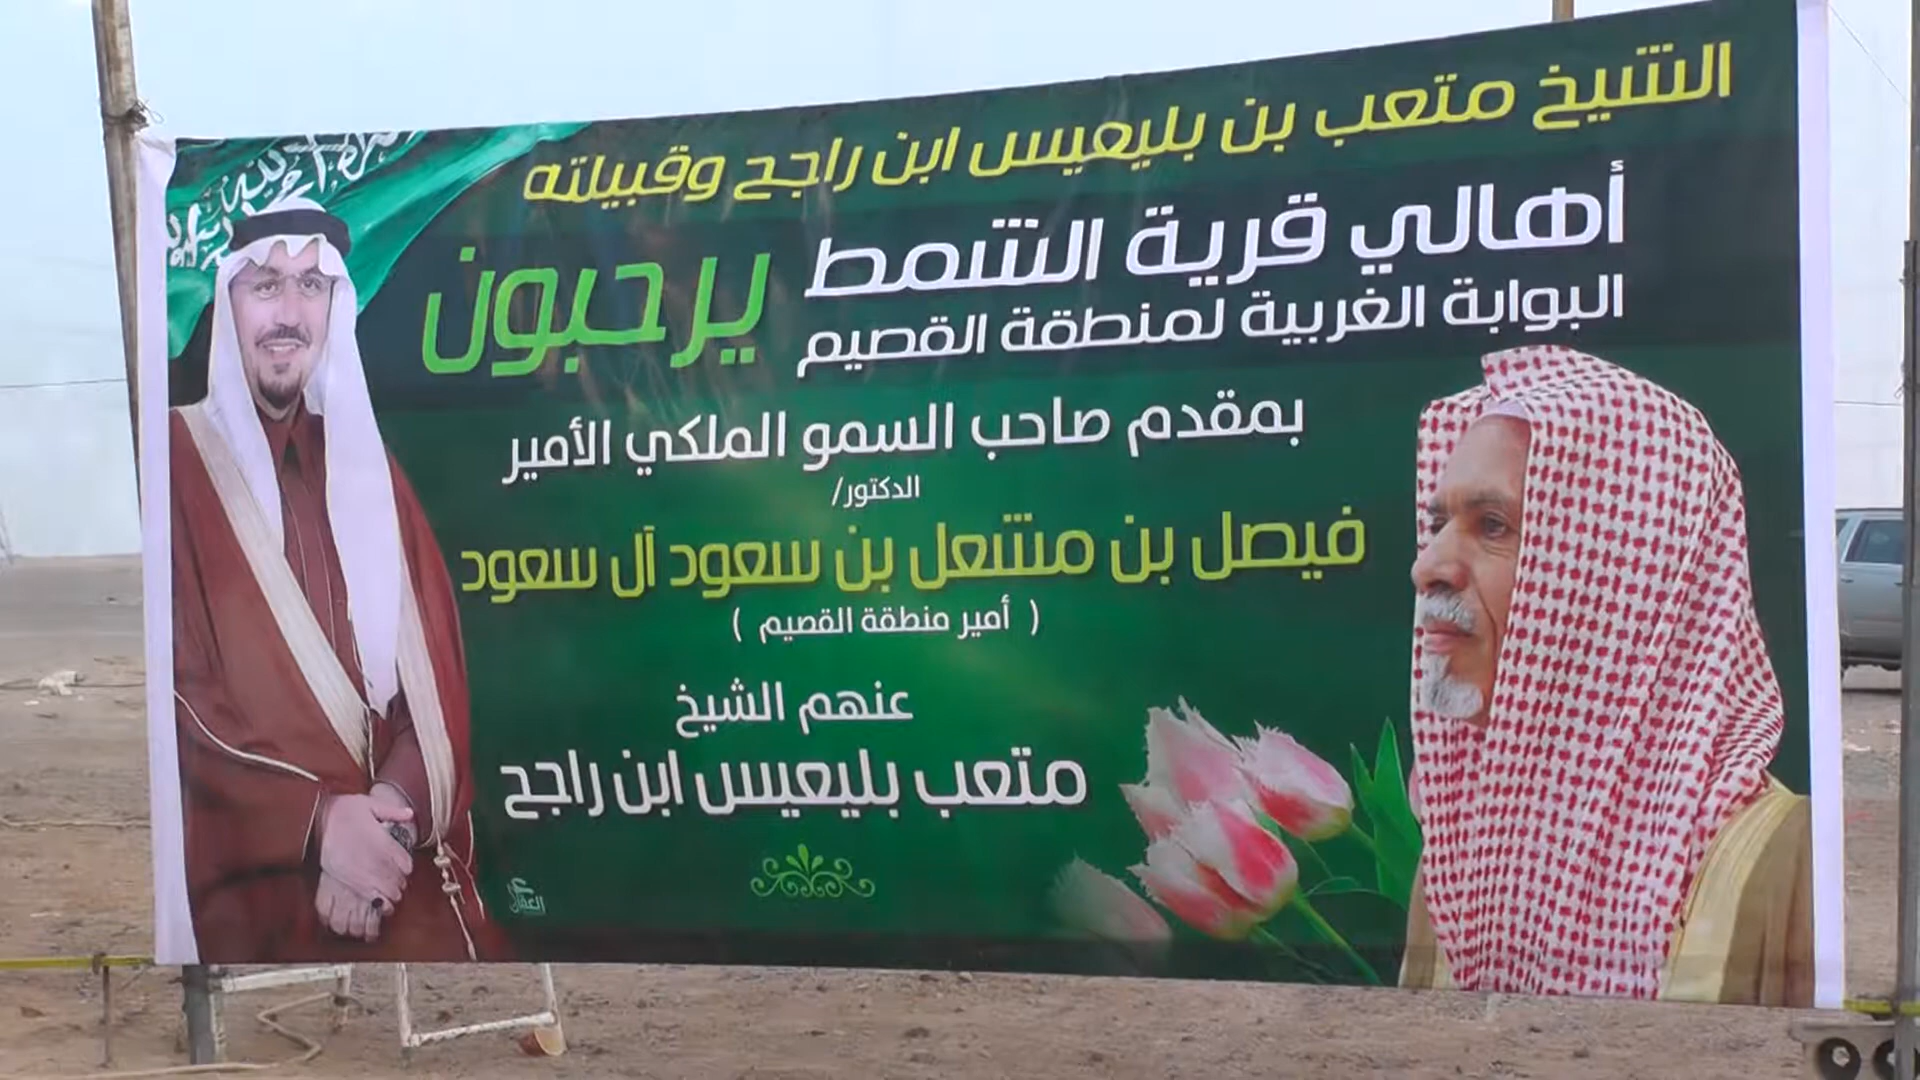 الشيخ متعب بن بليعيس ابن راجح وقبيلته
أهالي قرية الشمط
البوابة الغربية لمنطقة القصيم
يرحبون
بمقدم صاحب السمو الملكي الأمير
الدكتور/
فيصل بن مشعل بن سعود آل سعود
( أمير منطقة القصيم )
عنهم الشيخ
متعب بليعيس ابن راجح